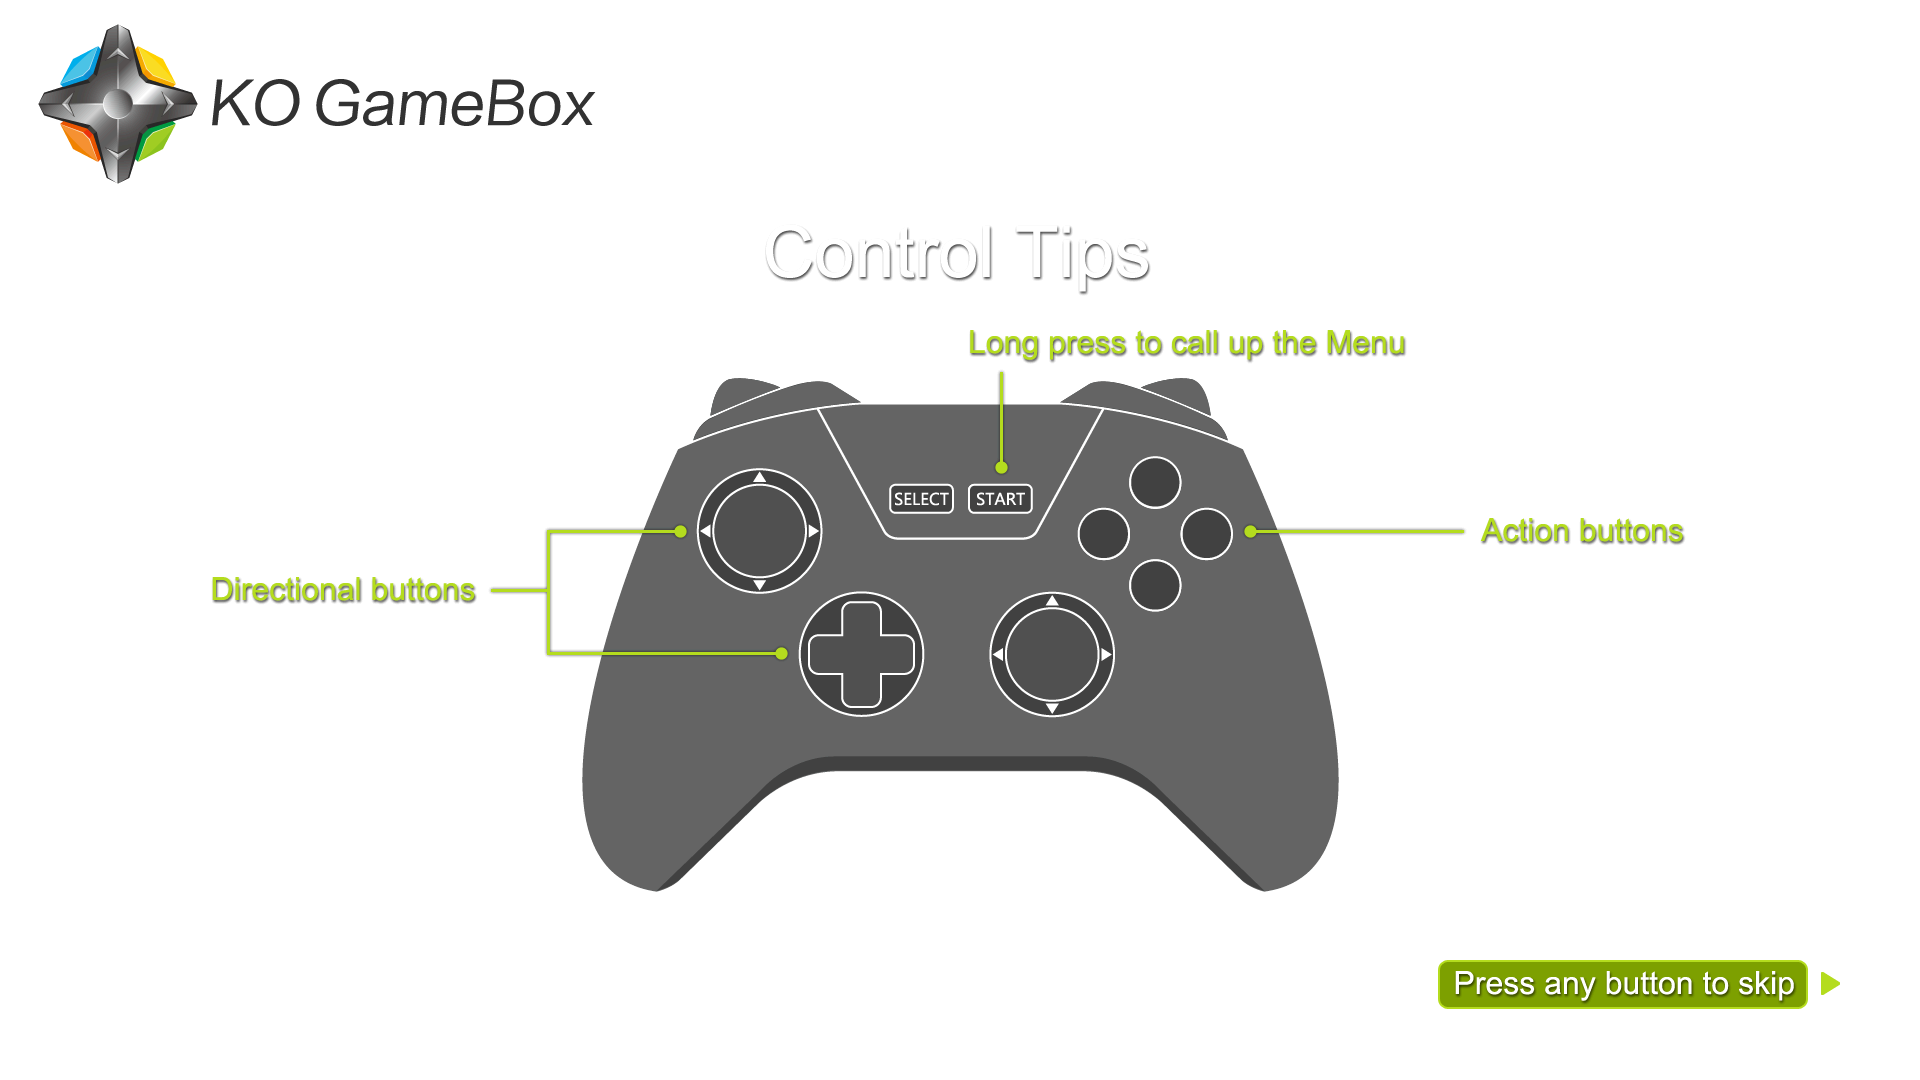 KO GameBox
Control Tips
Long press to call up the Menu
SELECT
START
Action buttons
Directional buttons
Press any button to skip